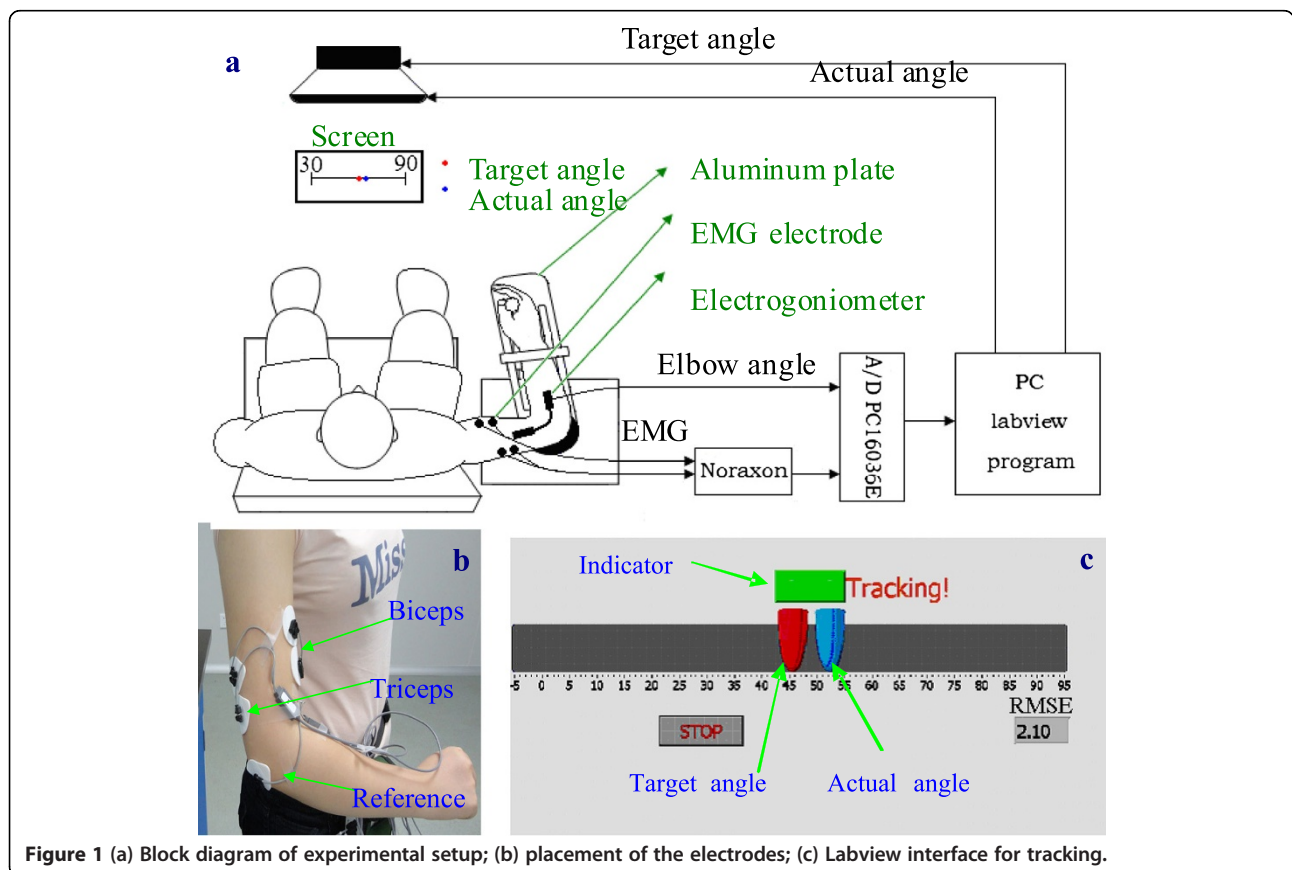 a
Target angle
Actual angle
Screen
30 90
Target angle
Actual angle
Aluminum plate
EMG electrode
Electrogoniometer
Elbow angle
EMG
Noraxon
A/D PC16036E
PC
labview
program
b
Miss
Biceps
Triceps
Reference
c
Indicator
Tracking!
-5 0 5 10 15 20 25 30 35 40 45 50 55 60 65 70 75 80 85 90 95
RMSE
2.10
STOP
Target angle
Actual angle
Figure 1 (a) Block diagram of experimental setup; (b) placement of the electrodes; (c) Labview interface for tracking.